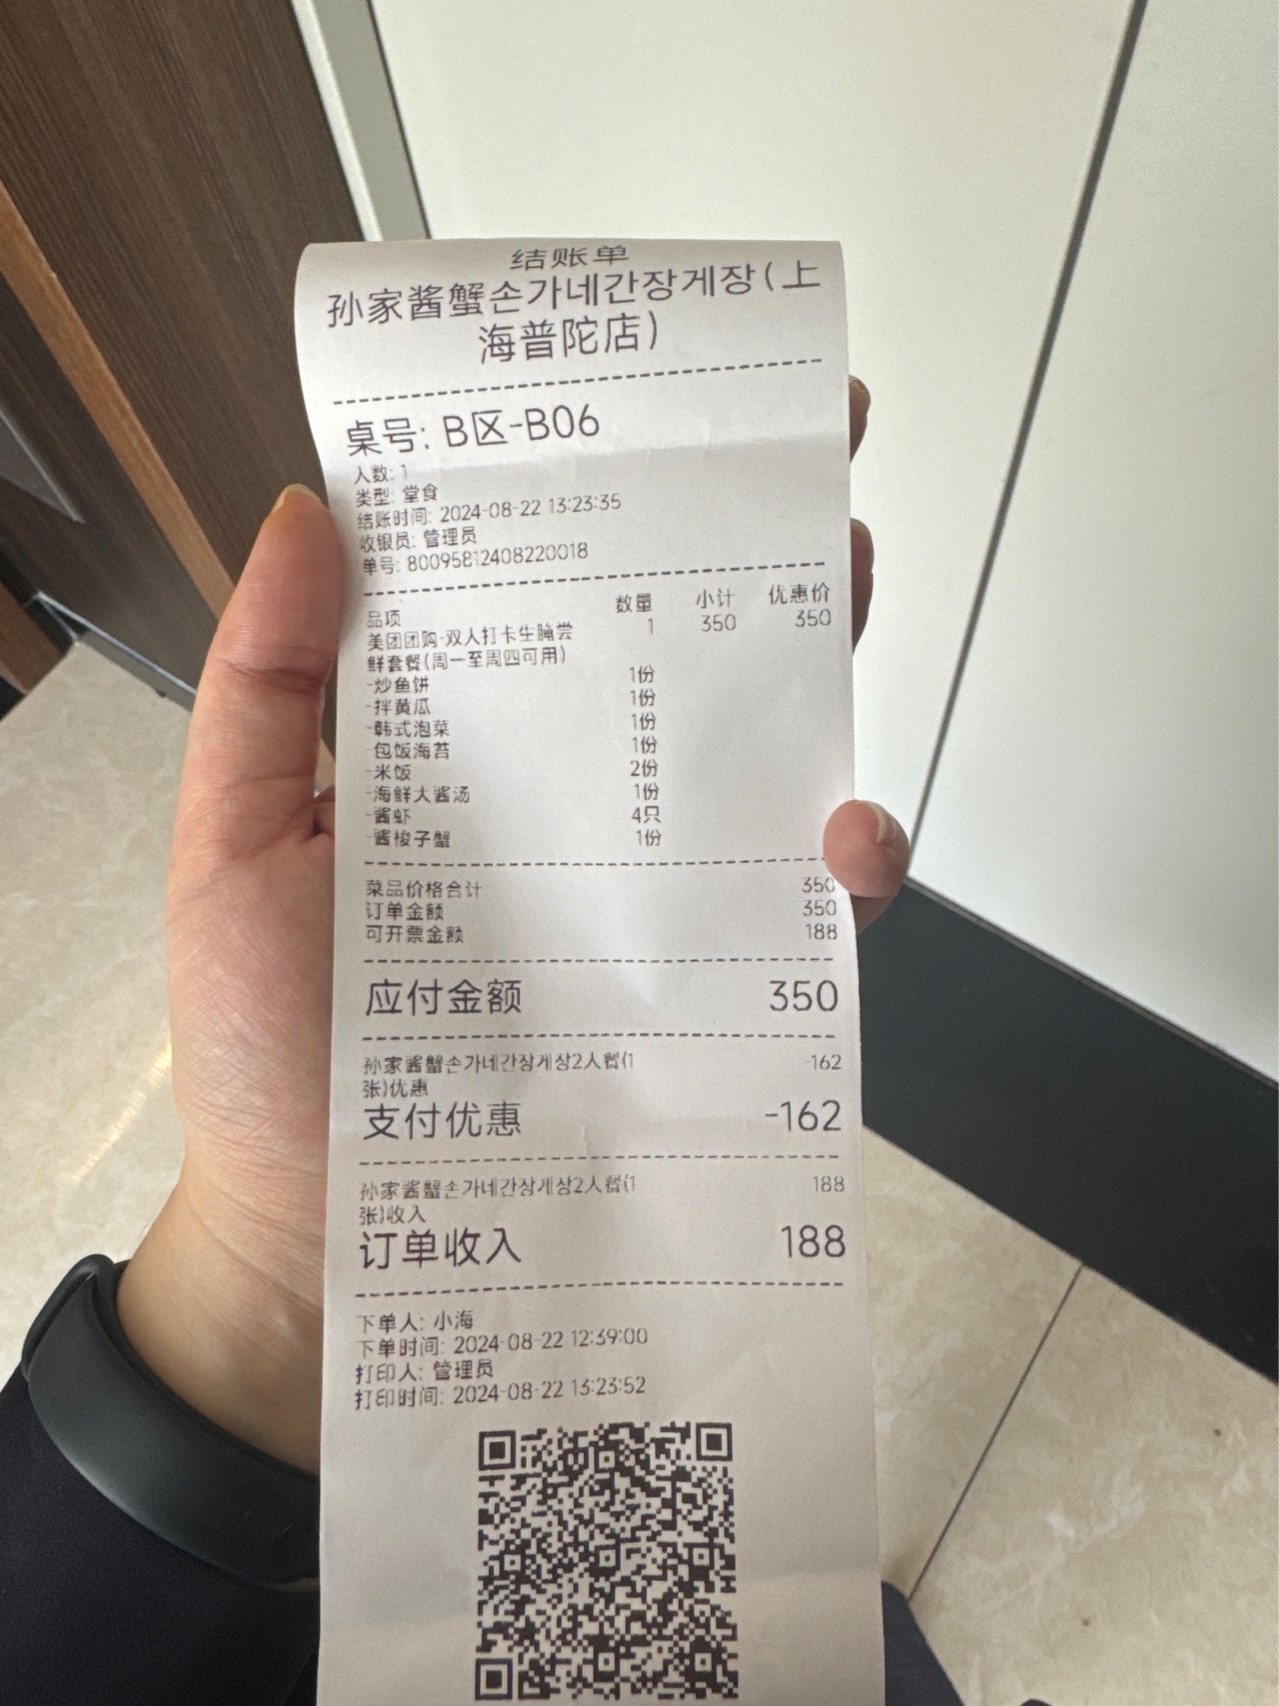 结账单
孙家酱蟹손가네간장게장(上
海普陀店)
桌号: B区-B06
人数: 1
类型: 堂食
结账时间: 2024-08-22 13:23:35
收银员: 管理员
单号: 80095812408220018
品项 数量 小计 优惠价
美团团购-双人打卡生腌尝 1 350 350
鲜套餐(周一至周四可用)
-炒鱼饼 1份
-拌黄瓜 1份
-韩式泡菜 1份
-包饭海苔 1份
-米饭 2份
-海鲜大酱汤 1份
-酱虾 4只
-酱梭子蟹 1份
菜品价格合计 350
订单金额 350
可开票金额 188
应付金额 350
孙家酱蟹손가네간장게장2人餐(1 -162
张)优惠
支付优惠 -162
孙家酱蟹손가네간장게장2人餐(1 188
张)收入
订单收入 188
下单人: 小海
下单时间: 2024-08-22 12:39:00
打印人: 管理员
打印时间: 2024-08-22 13:23:52